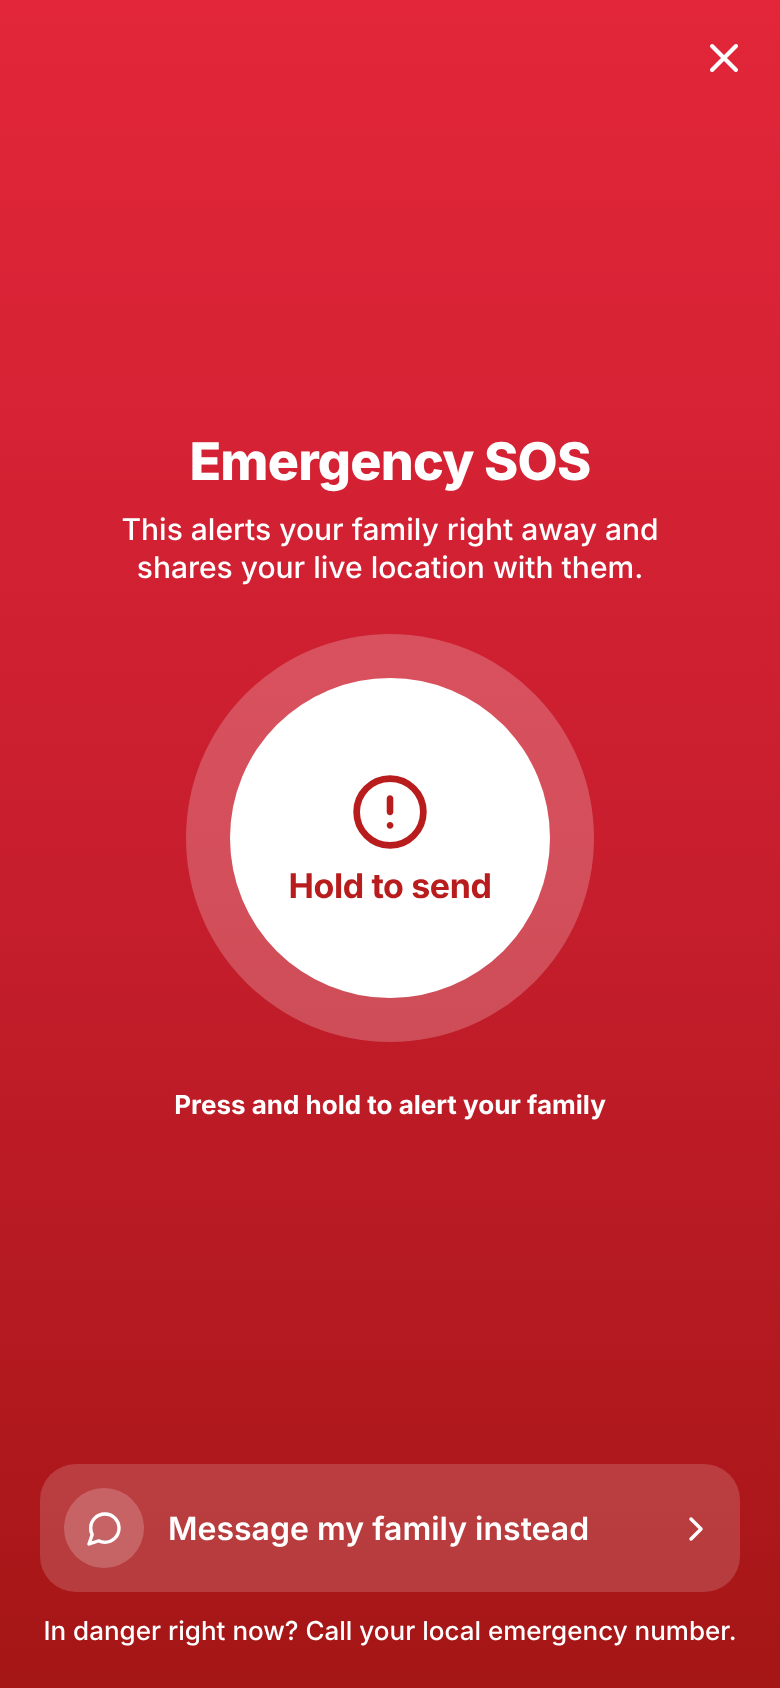 Emergency SOS
This alerts your family right away and
shares your live location with them.
Hold to send
Press and hold to alert your family
Message my family instead
In danger right now? Call your local emergency number.